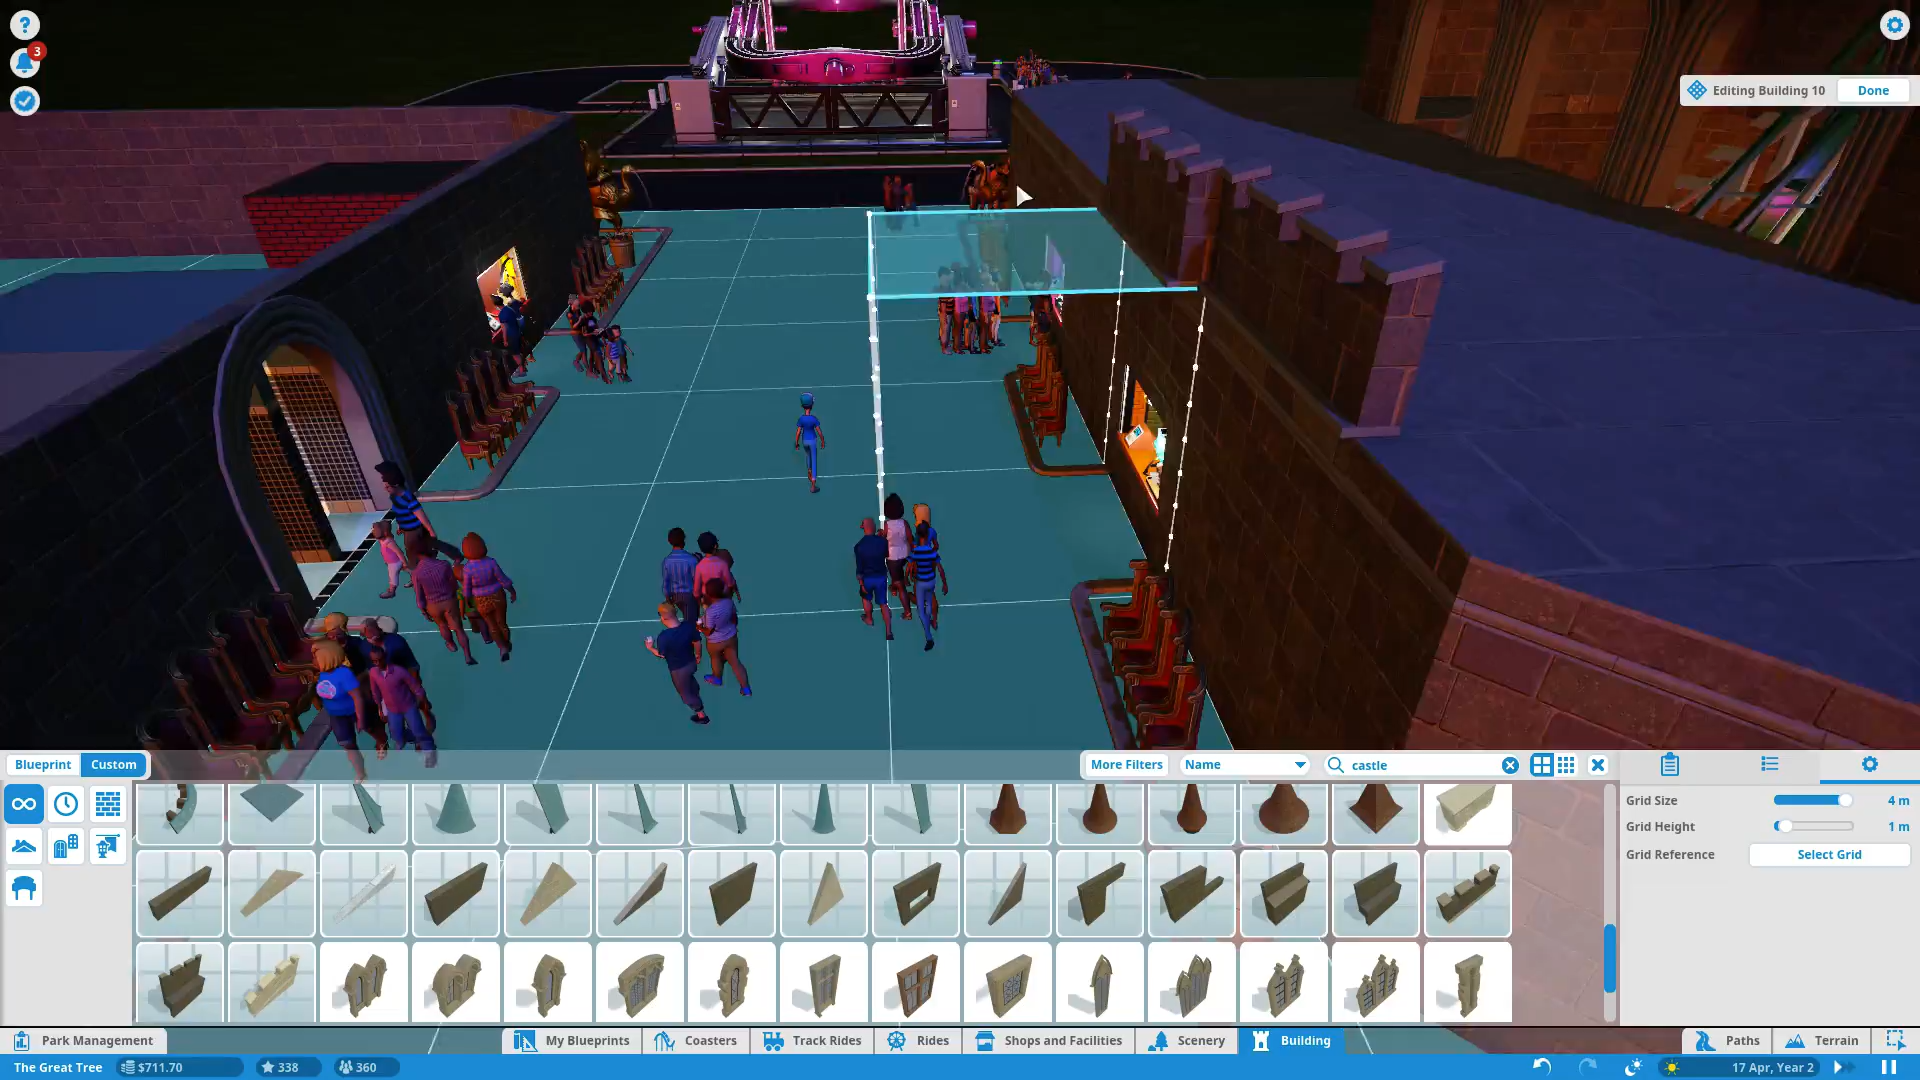 ?
3
Editing Building 10
Done
Blueprint
Custom
More Filters
Name
castle
Grid Size
4 m
Grid Height
1 m
Grid Reference
Select Grid
Park Management
My Blueprints
Coasters
Track Rides
Rides
Shops and Facilities
Scenery
Building
Paths
Terrain
The Great Tree
$711.70
338
360
17 Apr, Year 2